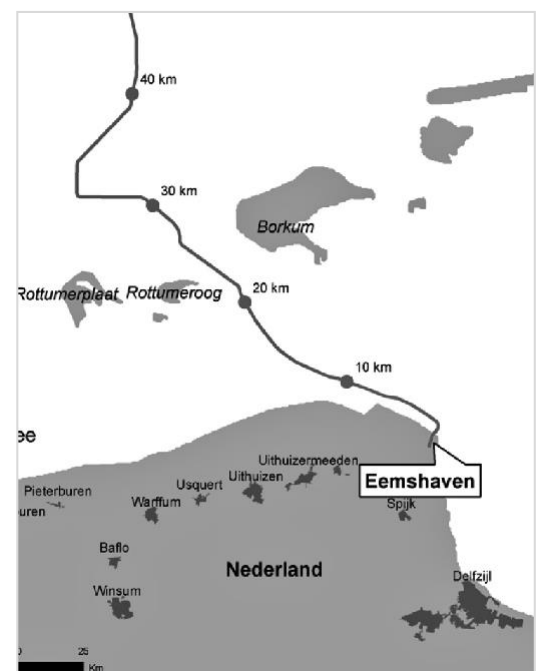 40 km
30 km
Borkum
20 km
Rottumerplaat
Rottumeroog
10 km
ee
Uithuizermeeden
Uithuizen
Eemshaven
Usquert
Pieterburen
Warffum
Spijk
uren
Baflo
Nederland
Delfzijl
Winsum
25
Km